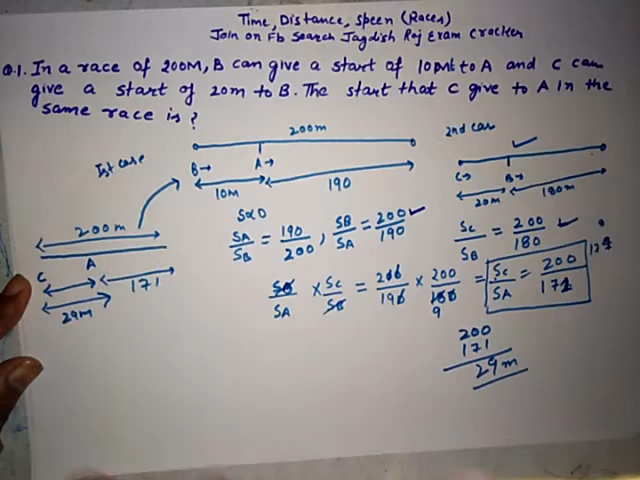 Time, Distance, Speen (Races)
Join on Fb Search Jagdish Raj Exam Cracker
Q.1. In a race of 200M, B can give a start of 10mt to A and C can
give a start of 20m to B. The start that C give to A in the
same race is?
Ist case
200m
B→ A→
10M 190
2nd case
C→ B→
20m 180m
200m
C A
171
29m
S∝D
SA/SB = 190/200, SB/SA = 200/190
SC/SB = 200/180
SB/SA × SC/SB = 200/190 × 200/180 = SC/SA = 200/171
9
200
171
29m